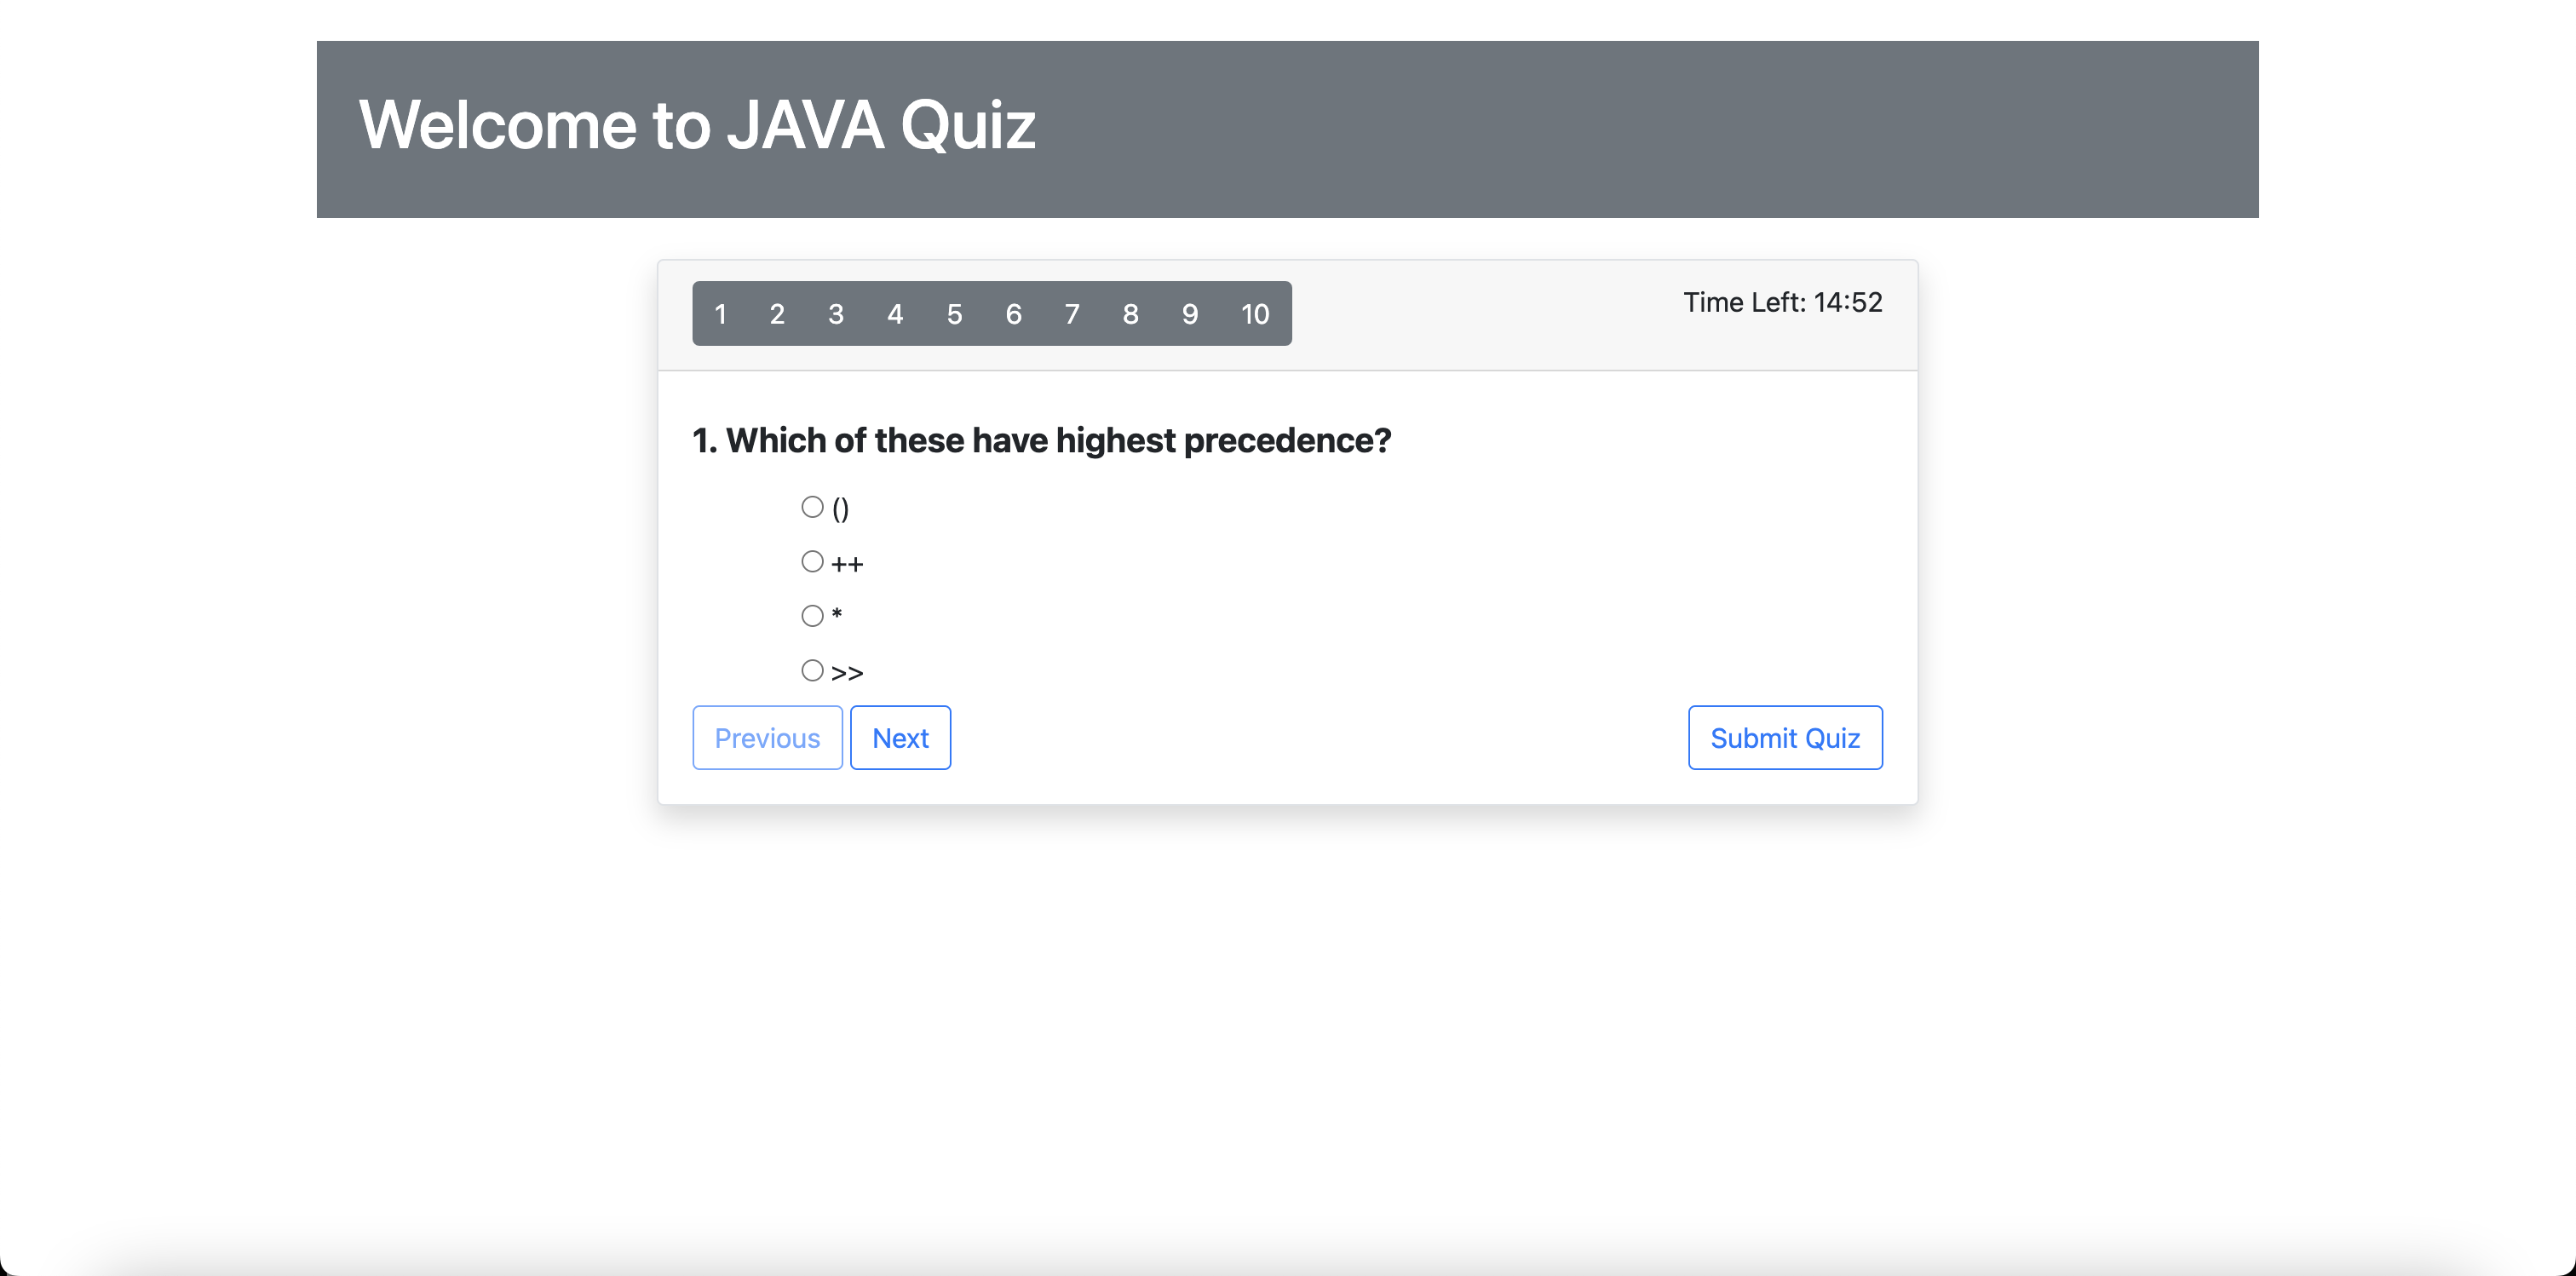 Welcome to JAVA Quiz
1 2 3 4 5 6 7 8 9 10
Time Left: 14:52
1. Which of these have highest precedence?
()
++
*
>>
Previous Next Submit Quiz